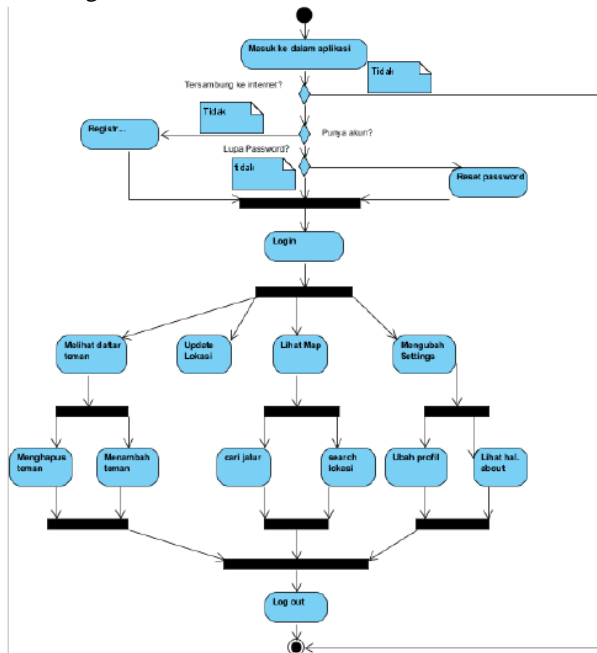 Masuk ke dalam aplikasi
Tidak
Tersambung ke internet?
Tidak
Registr...
Punya akun?
Lupa Password?
tidak
Reset password
Login
Melihat daftar
teman
Update
Lokasi
Lihat Map
Mengubah
Settings
Menghapus
teman
Menambah
teman
cari jalur
search
lokasi
Ubah profil
Lihat hal.
about
Log out